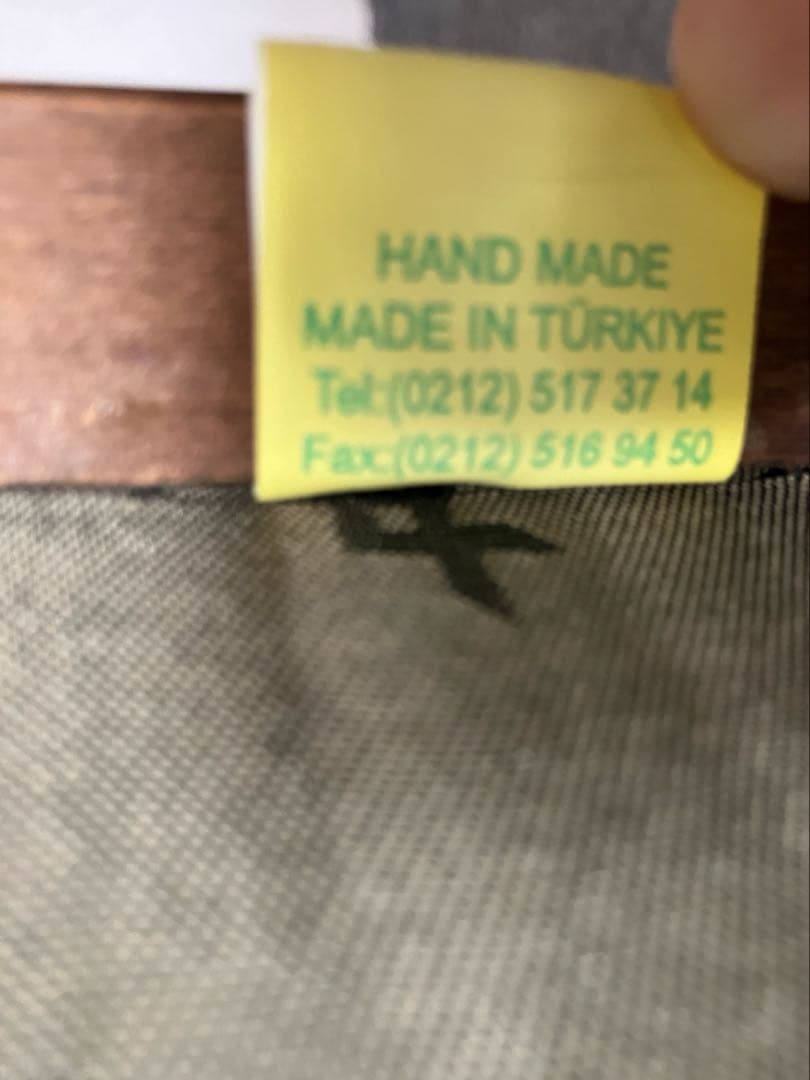 HAND MADE
MADE IN TÜRKIYE
Tel:(0212) 517 37 14
Fax:(0212) 516 94 50